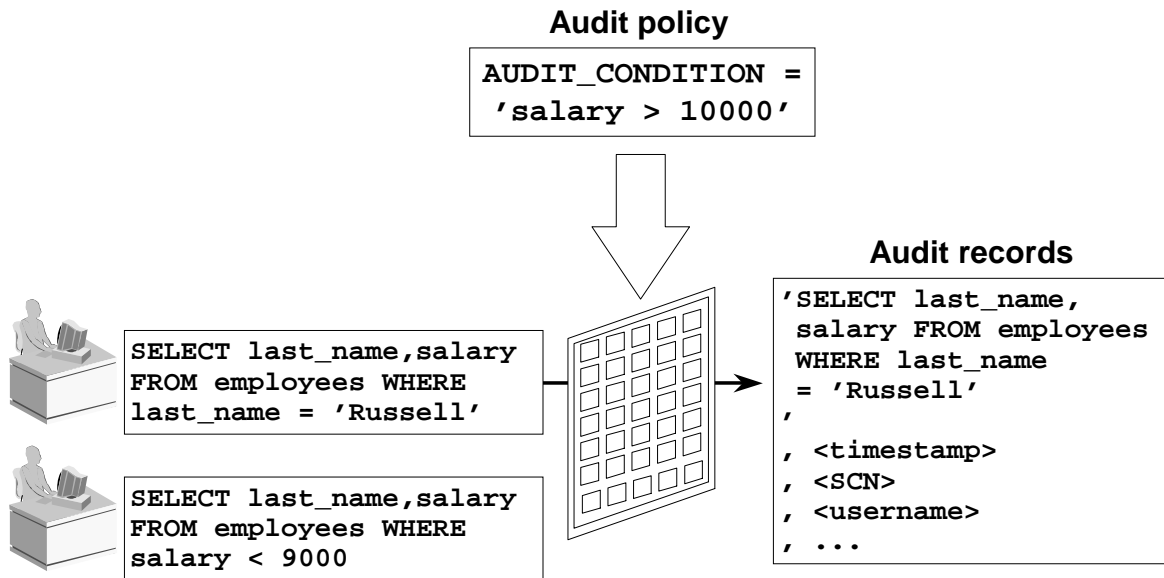 Audit policy
AUDIT_CONDITION =
’salary > 10000’
Audit records
’SELECT last_name,
salary FROM employees
WHERE last_name
= ’Russell’
’
, <timestamp>
, <SCN>
, <username>
, ...
SELECT last_name,salary
FROM employees WHERE
last_name = ’Russell’
SELECT last_name,salary
FROM employees WHERE
salary < 9000